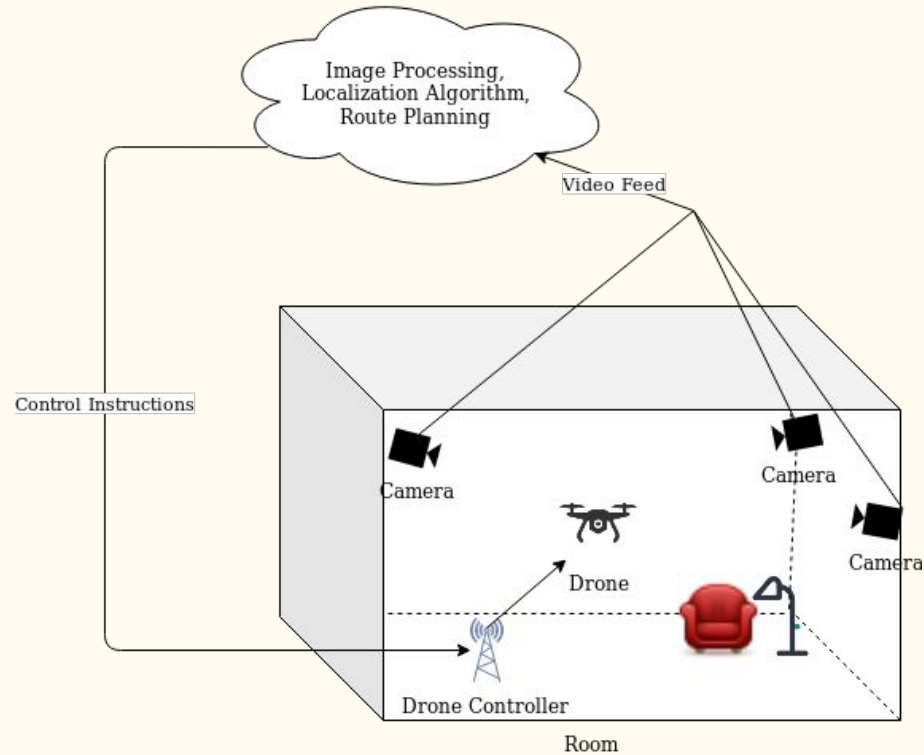 Image Processing,
Localization Algorithm,
Route Planning
Video Feed
Control Instructions
Camera
Camera
Camera
Drone
Drone Controller
Room